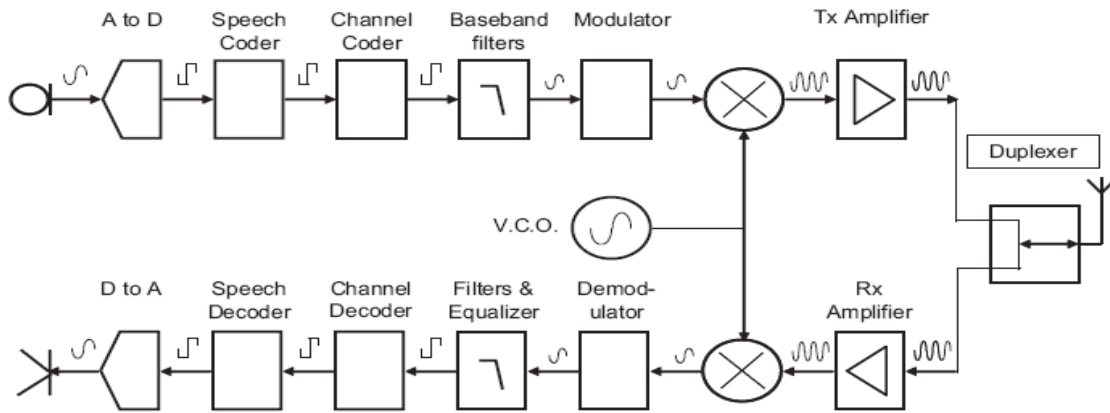 A to D
Speech
Coder
Channel
Coder
Baseband
filters
Modulator
Tx Amplifier
Duplexer
V.C.O.
D to A
Speech
Decoder
Channel
Decoder
Filters &
Equalizer
Demod-
ulator
Rx
Amplifier